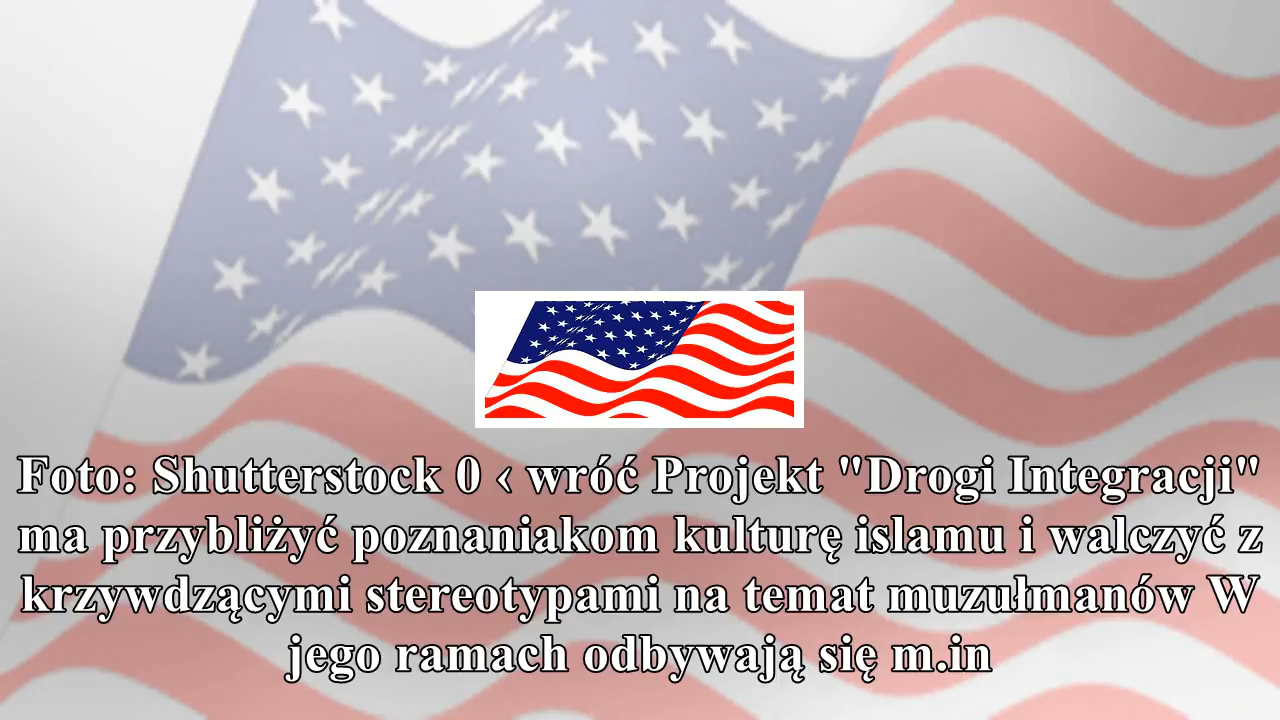 Foto: Shutterstock 0 ‹ wróć Projekt "Drogi Integracji"
ma przybliżyć poznaniakom kulturę islamu i walczyć z
krzywdzącymi stereotypami na temat muzułmanów W
jego ramach odbywają się m.in